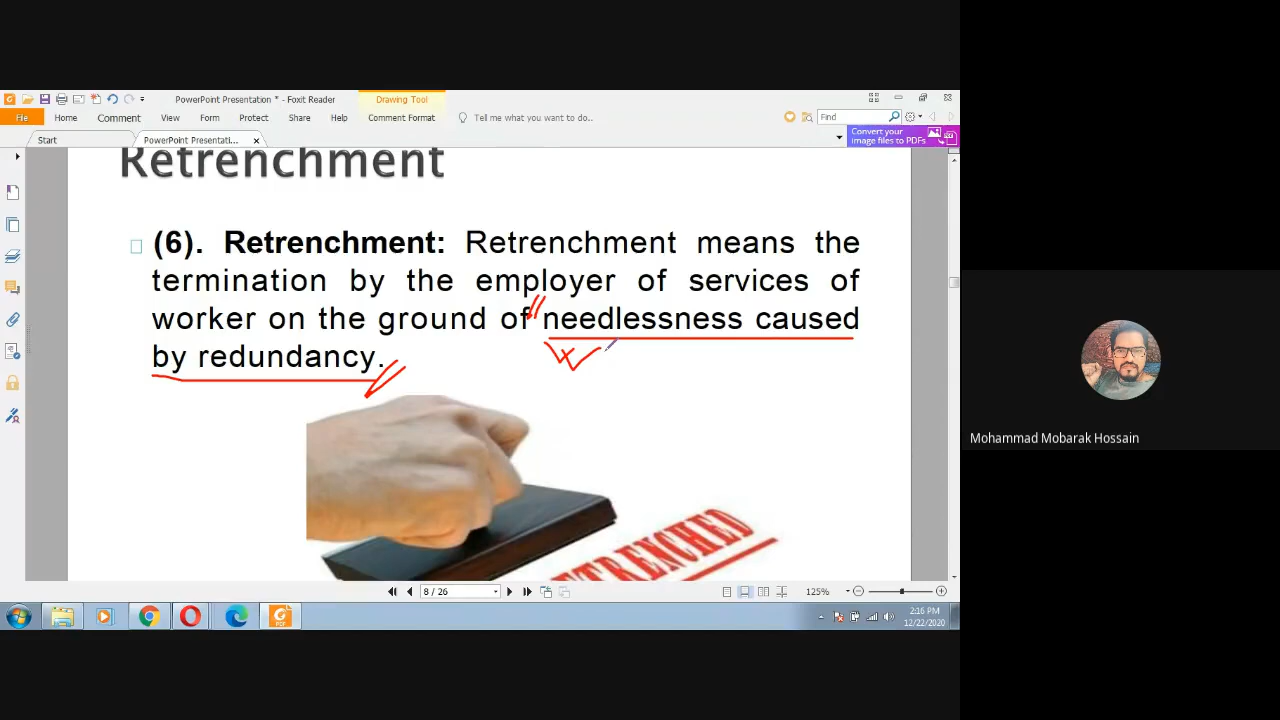 PowerPoint Presentation * - Foxit Reader
Drawing Tool
File Home Comment View Form Protect Share Help Comment Format Tell me what you want to do.. Find
Start PowerPoint Presentati... Convert your
image files to PDFs
Retrenchment
(6). Retrenchment: Retrenchment means the
termination by the employer of services of
worker on the ground of needlessness caused
by redundancy.
Mohammad Mobarak Hossain
RETRENCHED
8 / 26 125%
2:16 PM
12/22/2020